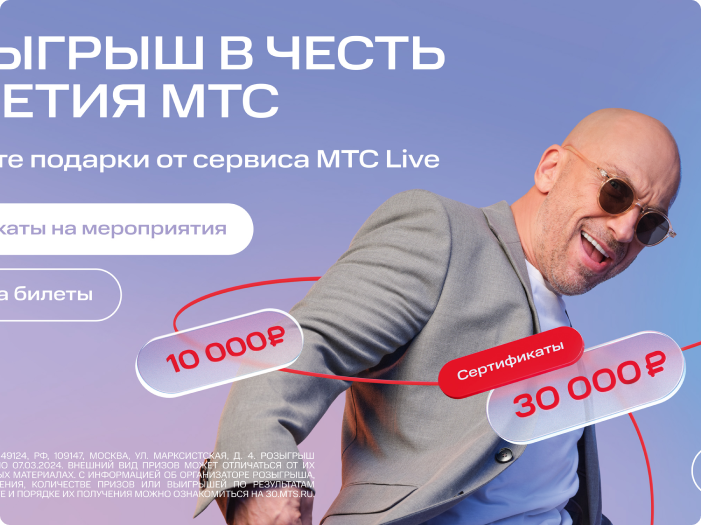 ЫГРЫШ В ЧЕСТЬ
ЕТИЯ МТС
те подарки от сервиса МТС Live
каты на мероприятия
а билеты
10 000₽
Сертификаты
30 000₽
49124, РФ, 109147, МОСКВА, УЛ. МАРКСИСТСКАЯ, Д. 4. РОЗЫГРЫШ
ПО 07.03.2024. ВНЕШНИЙ ВИД ПРИЗОВ МОЖЕТ ОТЛИЧАТЬСЯ ОТ ИХ
ЫХ МАТЕРИАЛАХ. С ИНФОРМАЦИЕЙ ОБ ОРГАНИЗАТОРЕ РОЗЫГРЫША,
ЕНИЯ, КОЛИЧЕСТВЕ ПРИЗОВ ИЛИ ВЫИГРЫШЕЙ ПО РЕЗУЛЬТАТАМ
Е И ПОРЯДКЕ ИХ ПОЛУЧЕНИЯ МОЖНО ОЗНАКОМИТЬСЯ НА 30.MTS.RU.